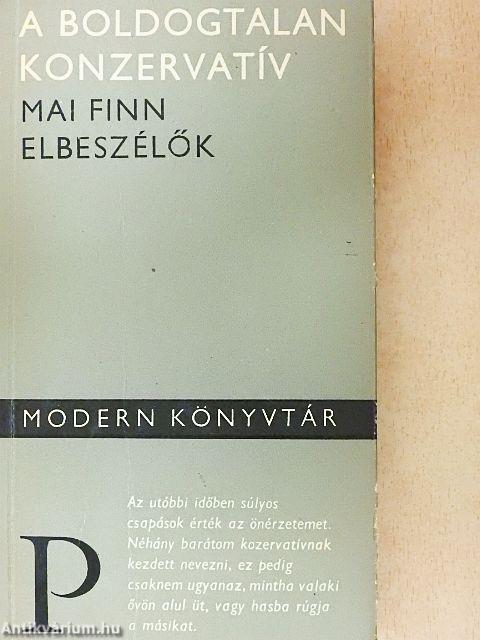 A BOLDOGTALAN
KONZERVATÍV
MAI FINN
ELBESZÉLŐK
MODERN KÖNYVTÁR
Az utóbbi időben súlyos
csapások érték az önérzetemet.
Néhány barátom kozervatívnak
kezdett nevezni, ez pedig
csaknem ugyanaz, mintha valaki
övön alul üt, vagy hasba rúgja
a másikat.
P
Antikvárium.hu